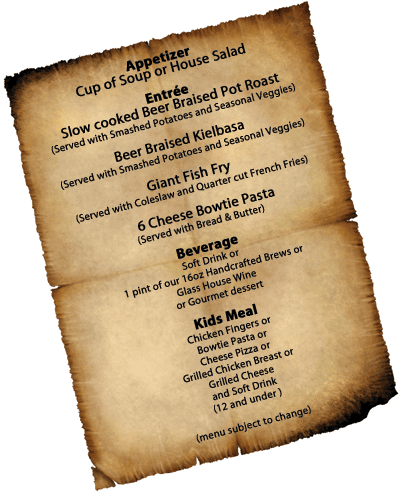 Appetizer
Cup of Soup or House Salad
Entrée
Slow cooked Beer Braised Pot Roast
(Served with Smashed Potatoes and Seasonal Veggies)
Beer Braised Kielbasa
(Served with Smashed Potatoes and Seasonal Veggies)
Giant Fish Fry
(Served with Coleslaw and Quarter cut French Fries)
6 Cheese Bowtie Pasta
(Served with Bread & Butter)
Beverage
Soft Drink or
1 pint of our 16oz Handcrafted Brews or
Glass House Wine
or Gourmet dessert
Kids Meal
Chicken Fingers or
Bowtie Pasta or
Cheese Pizza or
Grilled Chicken Breast or
Grilled Cheese
and Soft Drink
(12 and under )
(menu subject to change)